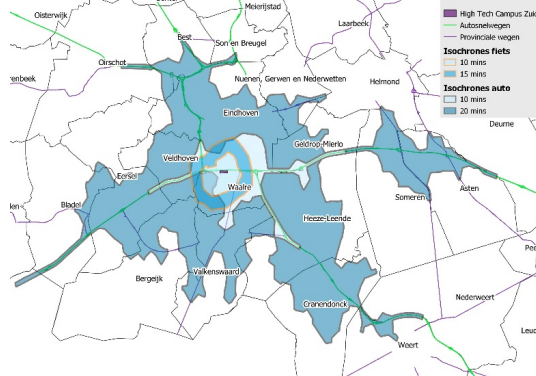 Oisterwijk
Meierijstad
Laarbeek
Best
Son en Breugel
Oirschot
Nuenen, Gerwen en Nederwetten
Helmond
Eindhoven
Deurne
Geldrop-Mierlo
Veldhoven
Eersel
Waalre
Asten
Someren
Bladel
Heeze-Leende
Bergeijk
Valkenswaard
Cranendonck
Nederweert
Weert
High Tech Campus Zuid
Autosnelwegen
Provinciale wegen
Isochrones fiets
10 mins
15 mins
Isochrones auto
10 mins
20 mins